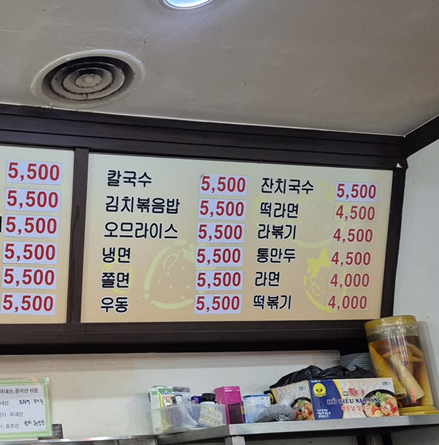 5,500
5,500
5,500
5,500
5,500
5,500
칼국수 5,500
김치볶음밥 5,500
오므라이스 5,500
냉면 5,500
쫄면 5,500
우동 5,500
잔치국수 5,500
떡라면 4,500
라볶기 4,500
통만두 4,500
라면 4,000
떡볶기 4,000